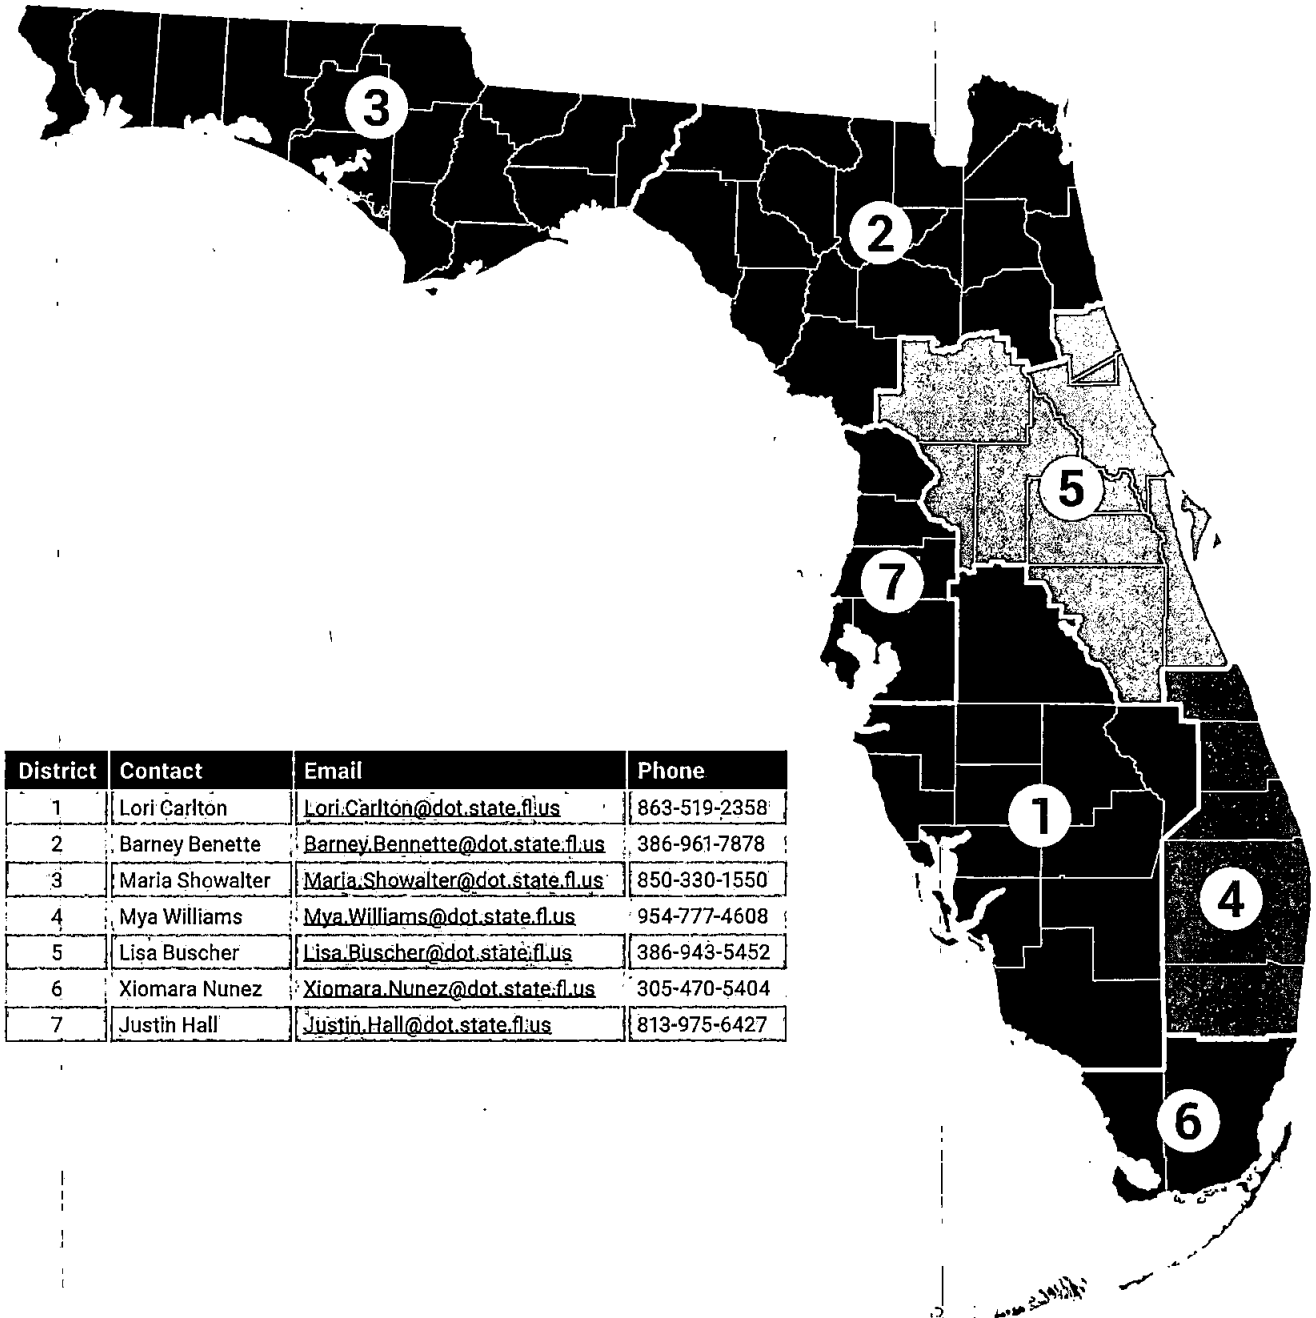 3
2
5
7
District Contact Email Phone
1 Lori Carlton Lori.Carlton@dot.state.fl.us 863-519-2358
2 Barney Benette Barney.Bennette@dot.state.fl.us 386-961-7878
3 Maria Showalter Maria.Showalter@dot.state.fl.us 850-330-1550
4 Mya Williams Mya.Williams@dot.state.fl.us 954-777-4608
5 Lisa Buscher Lisa.Buscher@dot.state.fl.us 386-943-5452
6 Xiomara Nunez Xiomara.Nunez@dot.state.fl.us 305-470-5404
7 Justin Hall Justin.Hall@dot.state.fl.us 813-975-6427
1
4
6